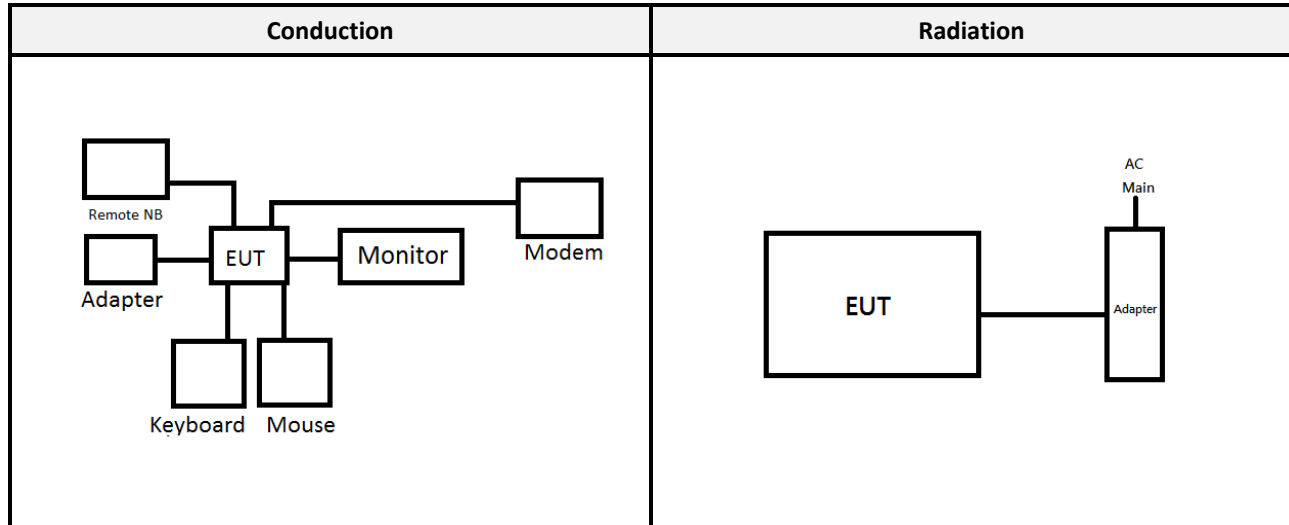 Conduction
Radiation
Remote NB
EUT
Monitor
Modem
Adapter
Keyboard
Mouse
AC
Main
EUT
Adapter